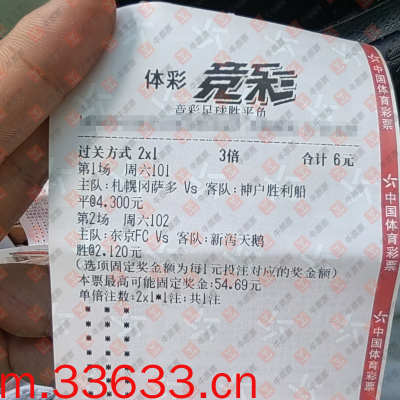 体彩 竞彩
竞彩足球胜平负
过关方式 2x1 3倍 合计 6元
第1场 周六101
主队:札幌冈萨多 Vs 客队:神户胜利船
平@4.300元
第2场 周六102
主队:东京FC Vs 客队:新泻天鹅
胜@2.120元
(选项固定奖金额为每1元投注对应的奖金额)
本票最高可能固定奖金:54.69元
单倍注数:2x1*1注;共1注
* * *
* * *
* * *
* * *
* * *
中国体育彩票
中国体育彩票
中国体育彩票
m.33633.cn